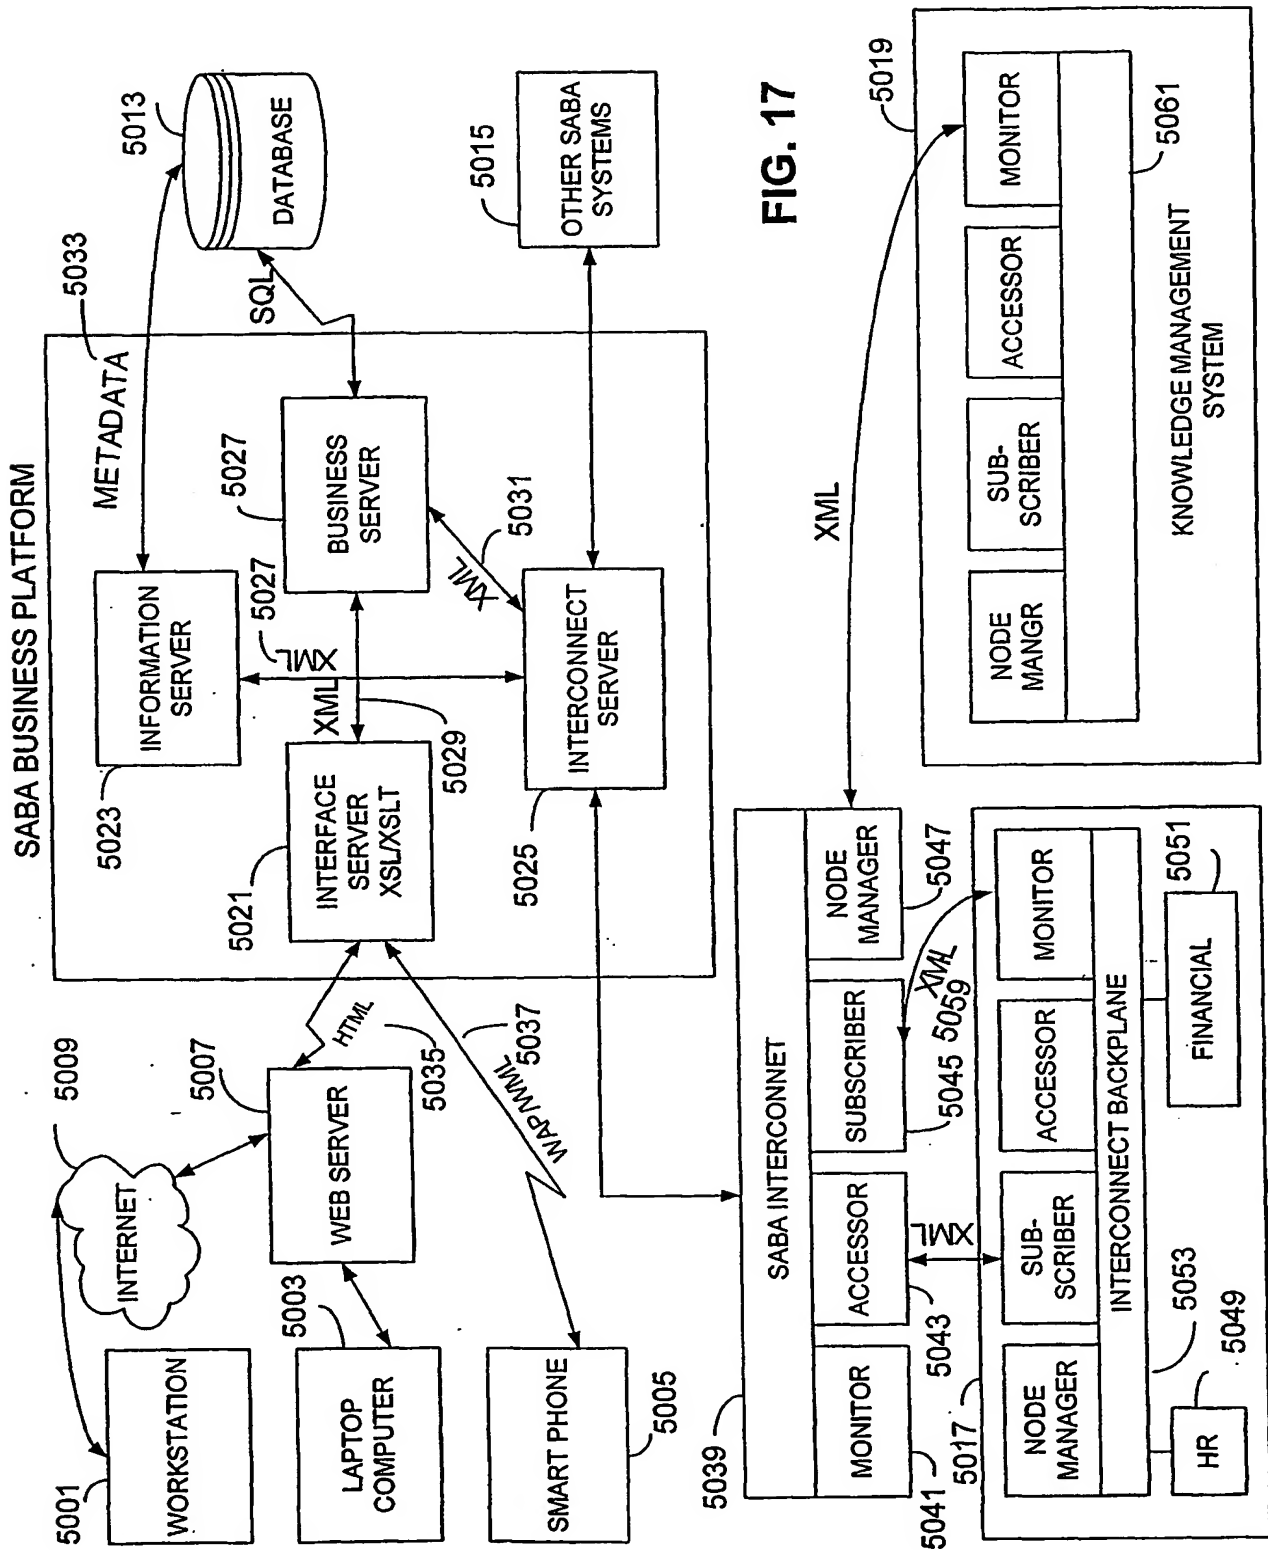 SABA BUSINESS PLATFORM
5001
WORKSTATION
5009
INTERNET
5003
LAPTOP
COMPUTER
5007
WEB SERVER
SMART PHONE
5005
HTML
5035
WAP/WML
5037
5023
INFORMATION
SERVER
METADATA
5033
5013
DATABASE
SQL
5021
INTERFACE
SERVER
XSL/XSLT
XML
5029
XML
5027
5027
BUSINESS
SERVER
XML
5031
5025
INTERCONNECT
SERVER
5015
OTHER SABA
SYSTEMS
FIG. 17
5039
SABA INTERCONNET
MONITOR
5041
ACCESSOR
5043
SUBSCRIBER
5045
NODE
MANAGER
5047
XML
XML
5059
XML
5017
NODE
MANAGER
SUB-
SCRIBER
ACCESSOR
MONITOR
INTERCONNECT BACKPLANE
5053
HR
5049
FINANCIAL
5051
5019
NODE
MANGR
SUB-
SCRIBER
ACCESSOR
MONITOR
5061
KNOWLEDGE MANAGEMENT
SYSTEM